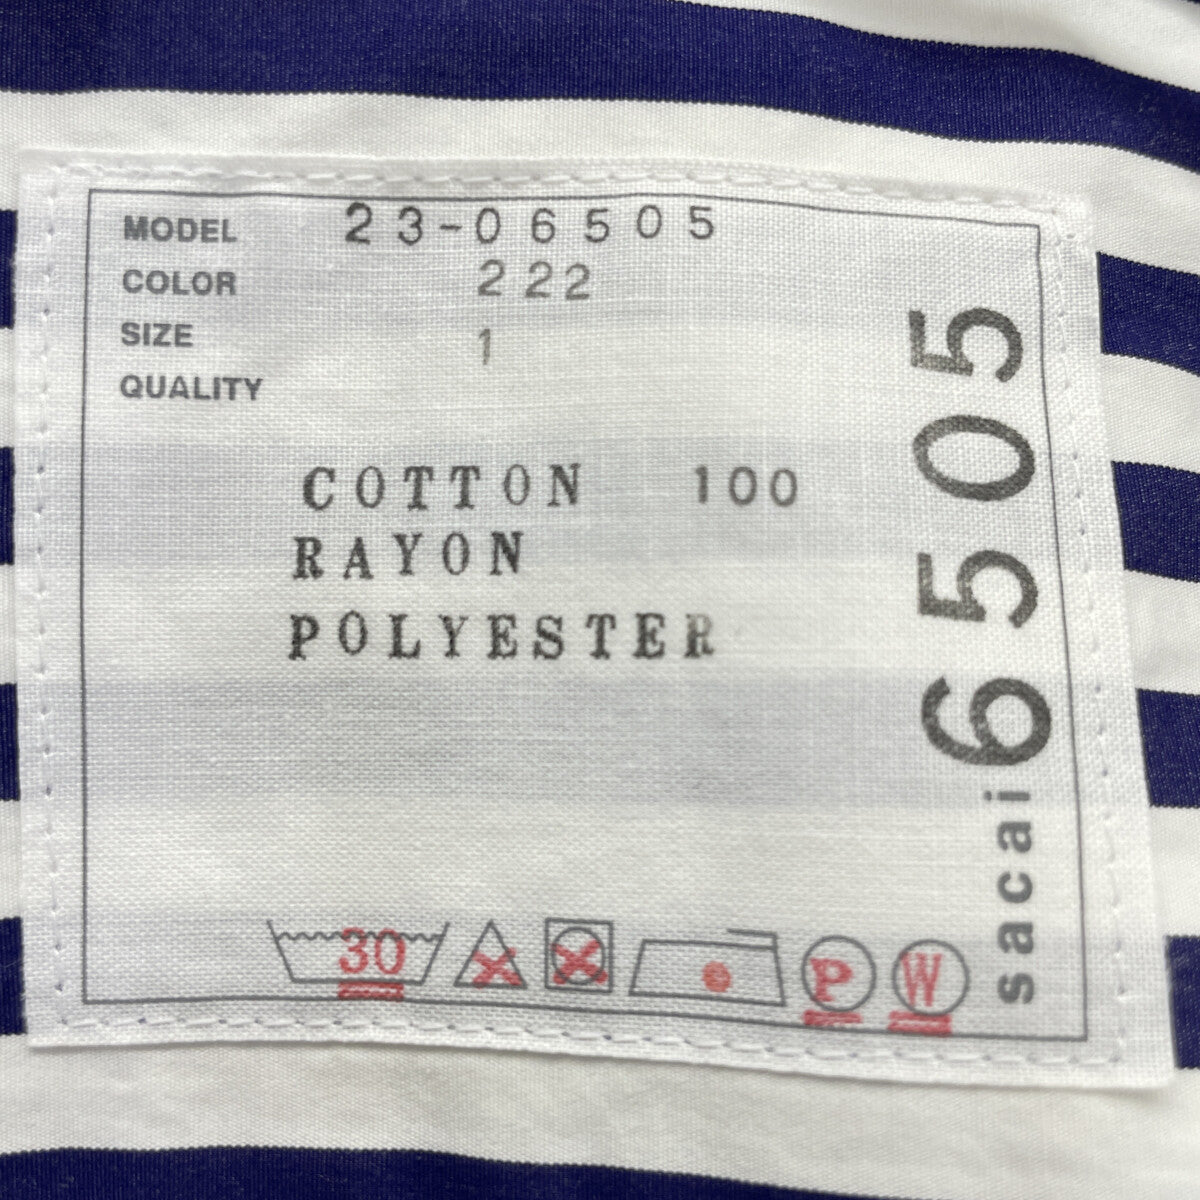 MODEL 23-06505
COLOR 222
SIZE 1
QUALITY
COTTON 100
RAYON
POLYESTER
30
P
W
sacai 6505